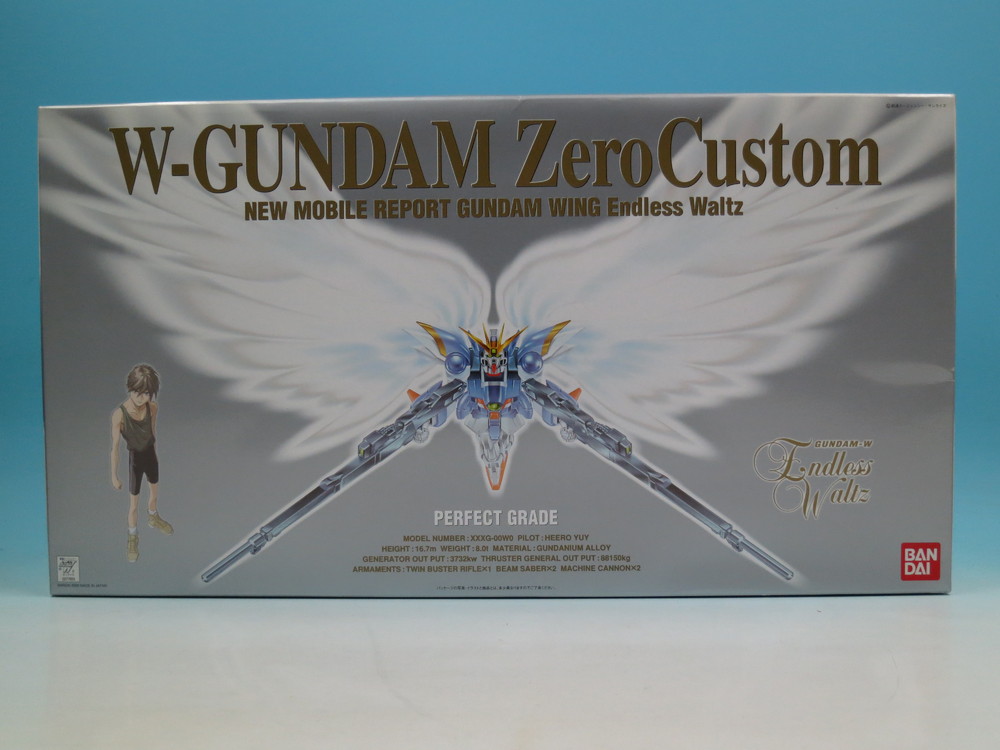 W-GUNDAM ZeroCustom
NEW MOBILE REPORT GUNDAM WING Endless Waltz
GUNDAM-W
Endless
Waltz
PERFECT GRADE
MODEL NUMBER:XXXG-00W0 PILOT:HEERO YUY
HEIGHT:16.7m WEIGHT:8.0t MATERIAL:GUNDANIUM ALLOY
GENERATOR OUT PUT:3732kw THRUSTER GENERAL OUT PUT:88150kg
ARMAMENTS:TWIN BUSTER RIFLE×1 BEAM SABER×2 MACHINE CANNON×2
BAN
DAI